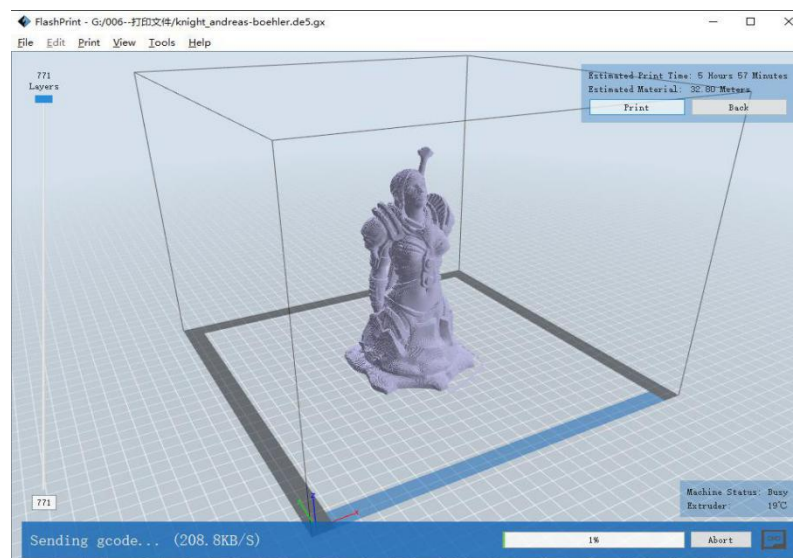 FlashPrint - G:/006--打印文件/knight_andreas-boehler.de5.gx
File Edit Print View Tools Help
771
Layers
Estimated Print Time: 5 Hours 57 Minutes
Estimated Material: 32.80 Meters
Print Back
771
Machine Status: Busy
Extruder: 19℃
Sending gcode... (208.8KB/S) 1% Abort